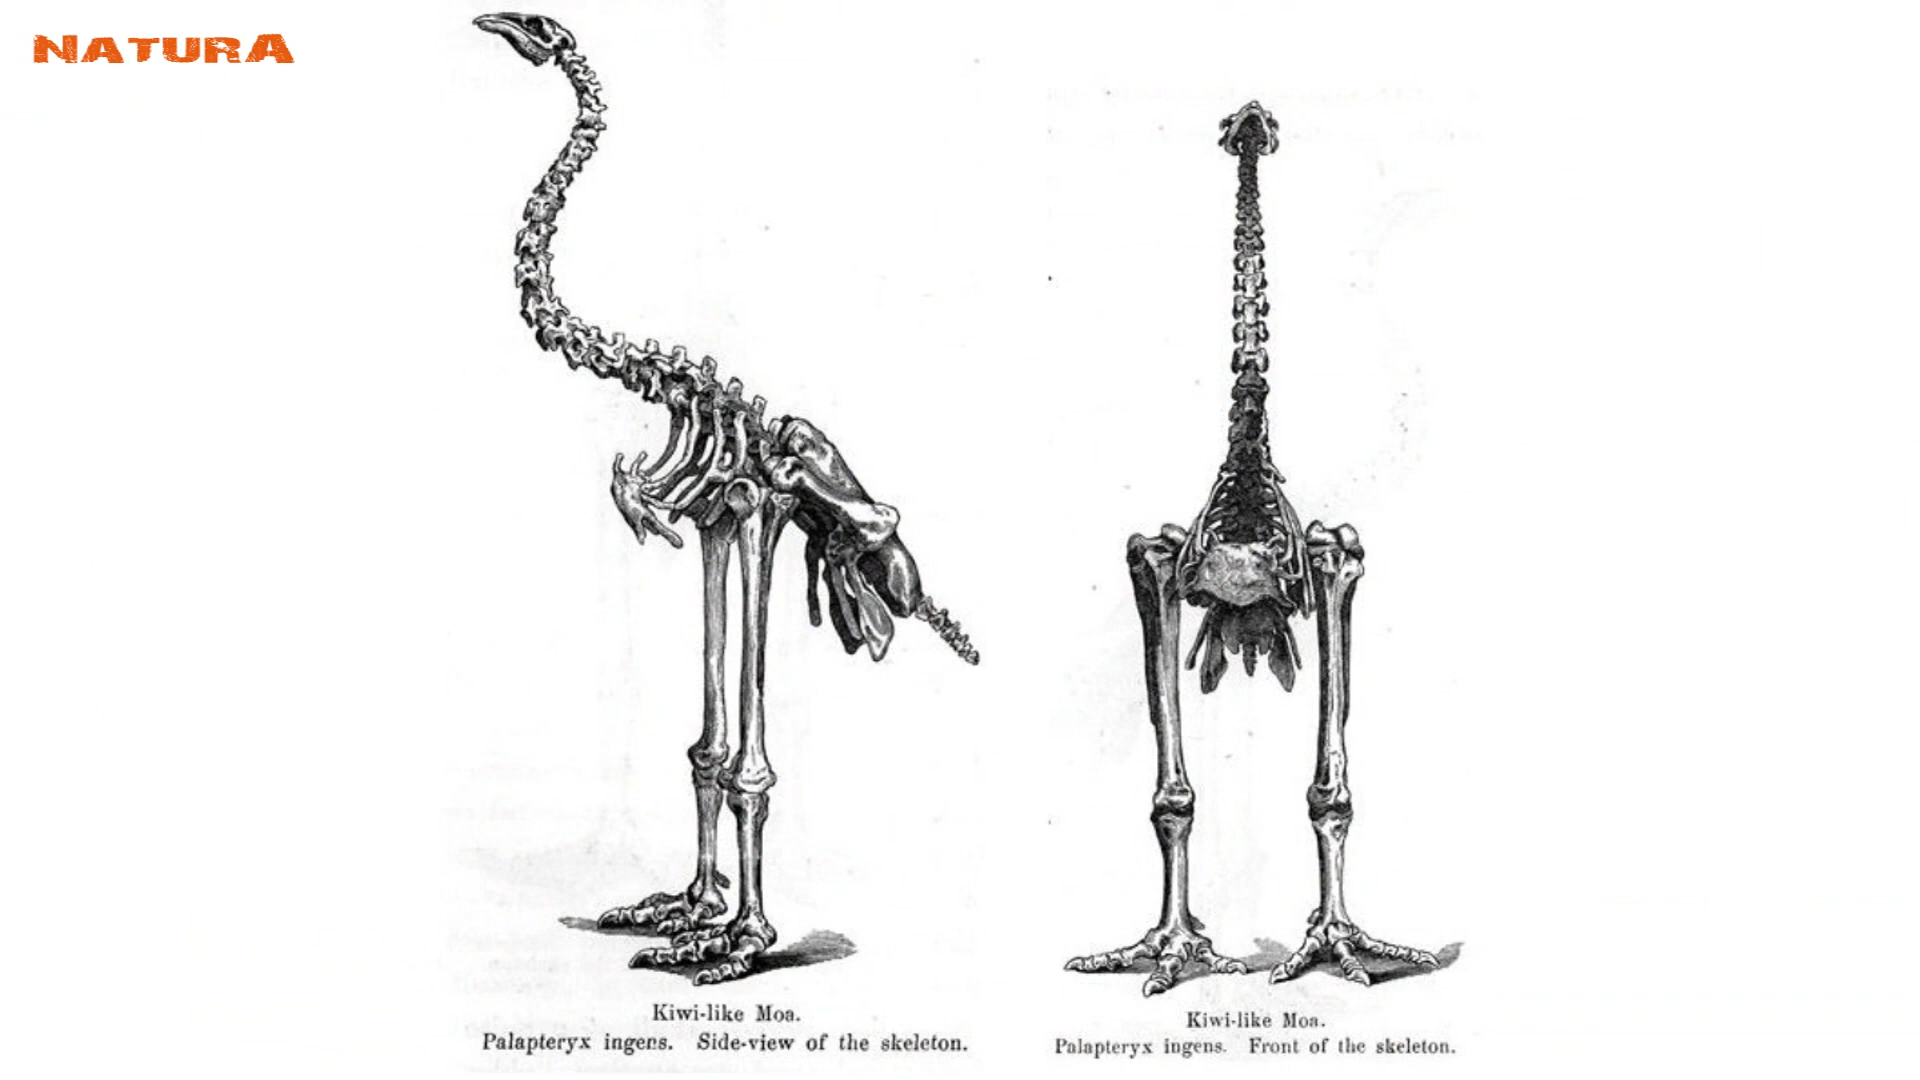 NATURA
Kiwi-like Moa.
Palapteryx ingens. Side-view of the skeleton.
Kiwi-like Moa.
Palapteryx ingens. Front of the skeleton.